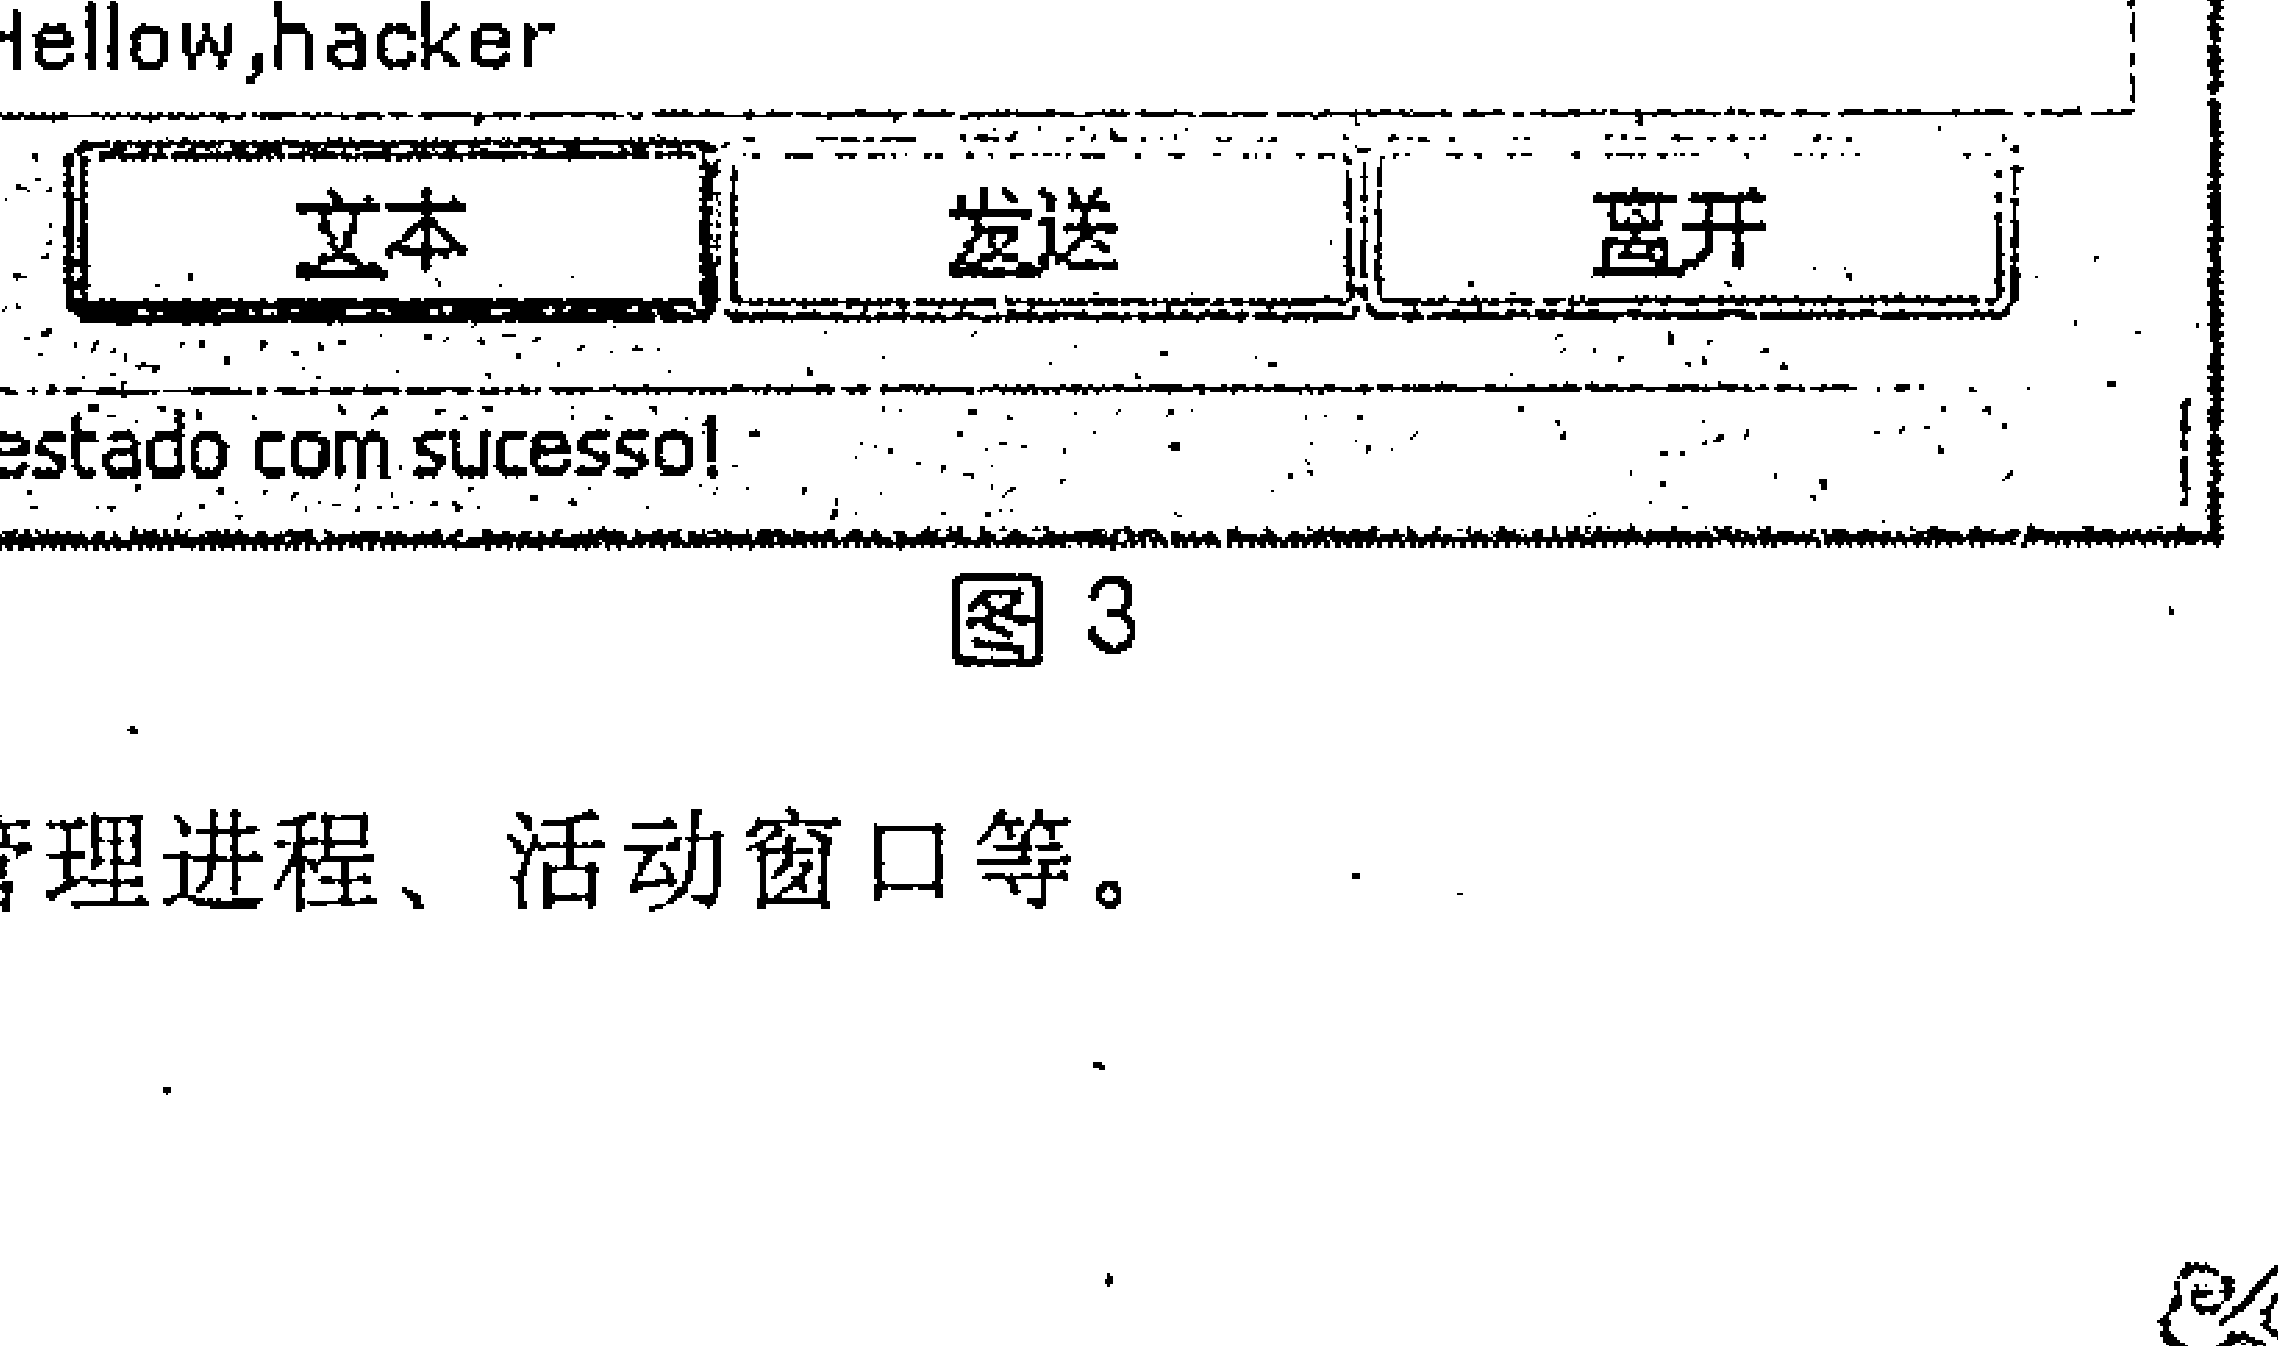 Hellow,hacker
文本 发送 离开
estado com sucesso!
图 3
管理进程、活动窗口等。